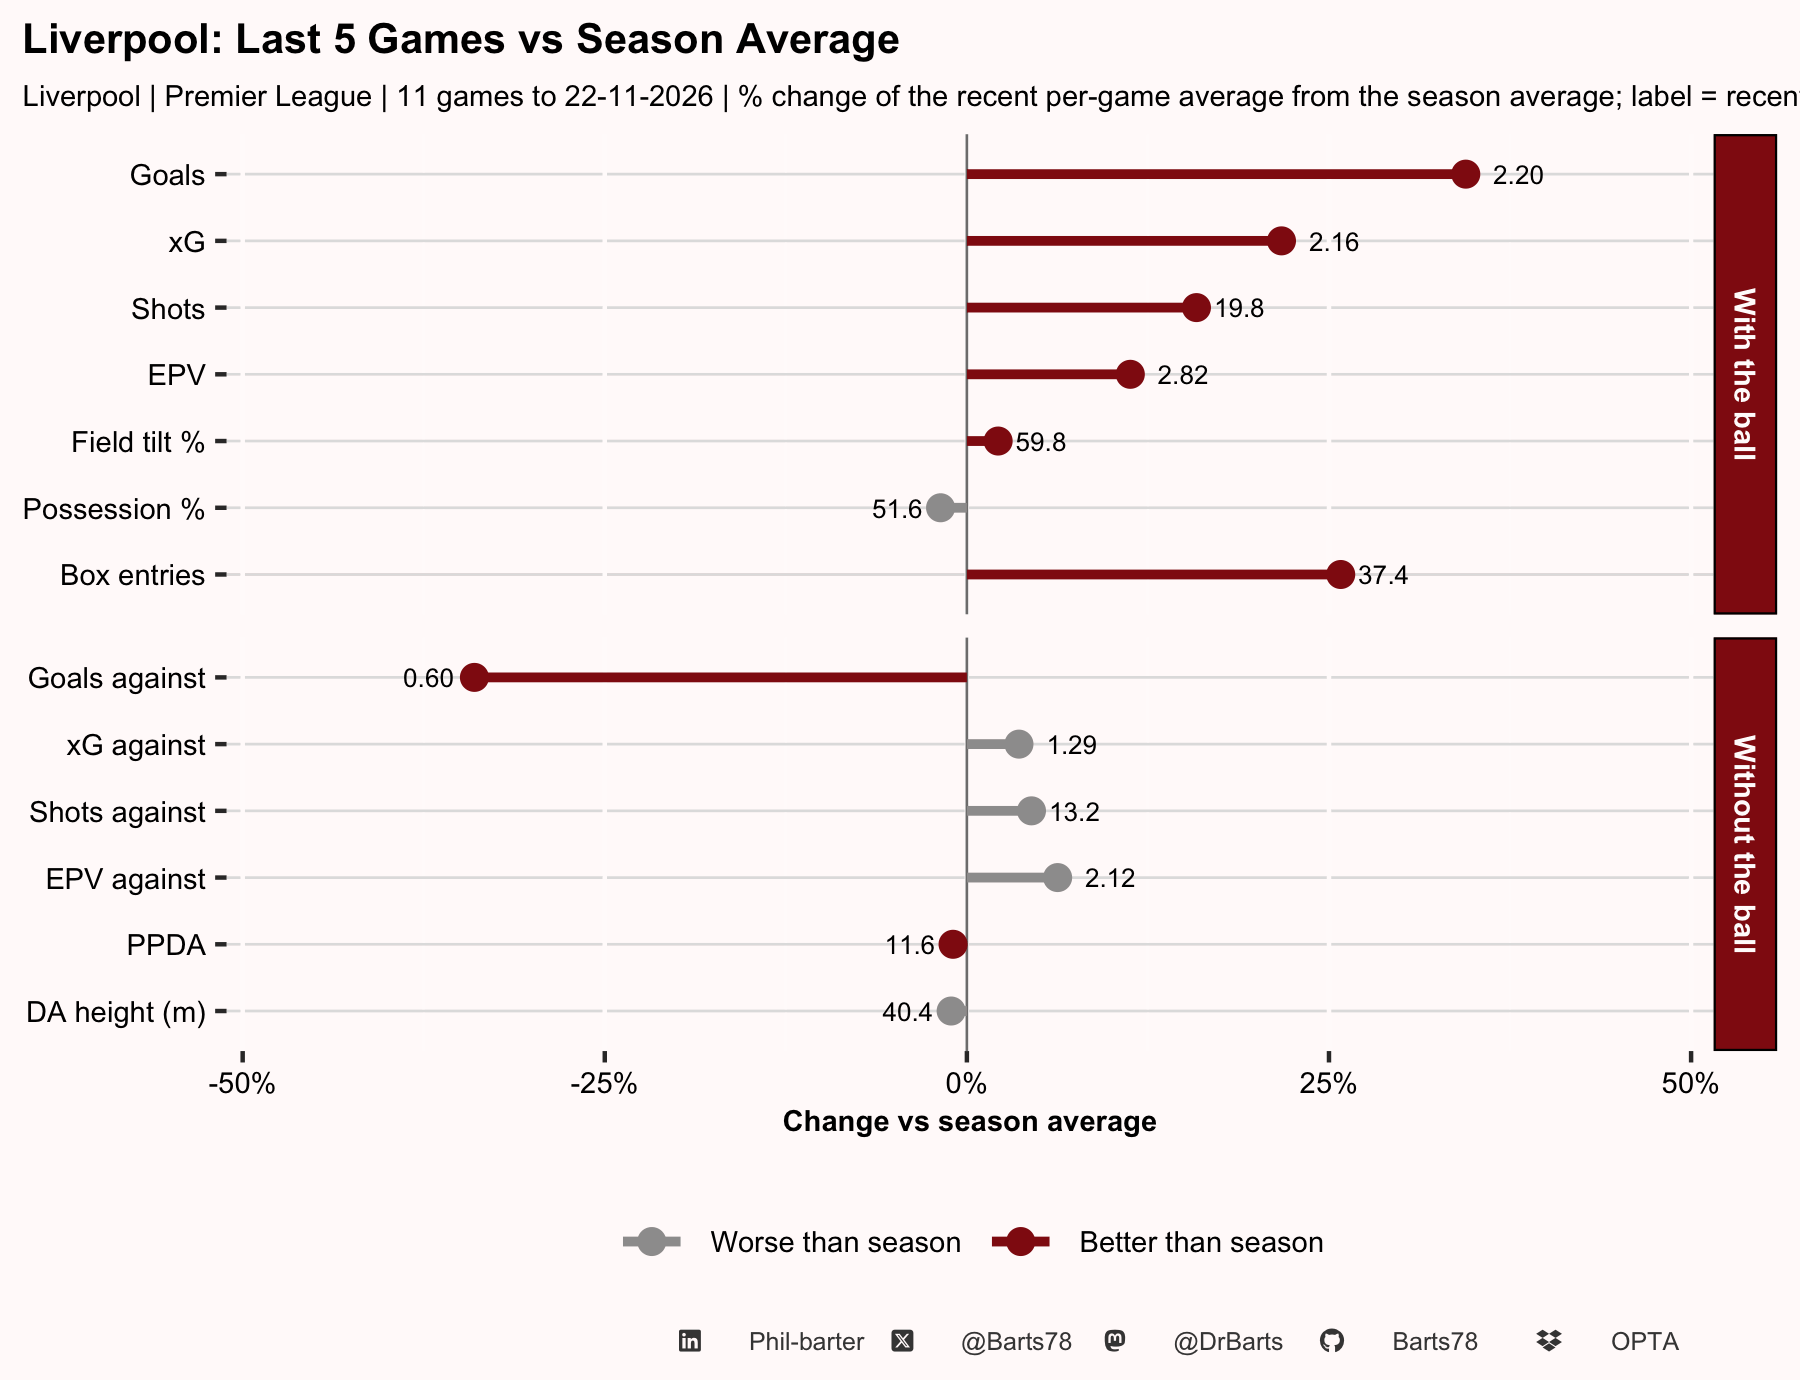 Liverpool: Last 5 Games vs Season Average
Liverpool | Premier League | 11 games to 22-11-2026 | % change of the recent per-game average from the season average; label = recent
Goals 2.20
xG 2.16
Shots 19.8
EPV 2.82
Field tilt % 59.8
Possession % 51.6
Box entries 37.4
With the ball
Goals against 0.60
xG against 1.29
Shots against 13.2
EPV against 2.12
PPDA 11.6
DA height (m) 40.4
Without the ball
-50% -25% 0% 25% 50%
Change vs season average
Worse than season Better than season
Phil-barter @Barts78 @DrBarts Barts78 OPTA